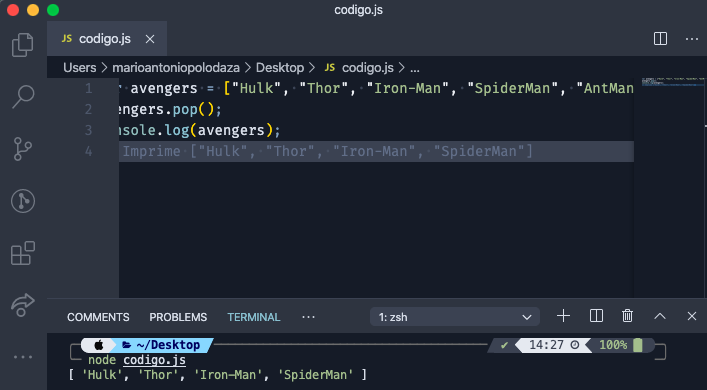 codigo.js
JS codigo.js
Users > marioantoniopolodaza > Desktop > JS codigo.js > ...
1 r avengers = ["Hulk", "Thor", "Iron-Man", "SpiderMan", "AntMan
2 engers.pop();
3 nsole.log(avengers);
4 Imprime ["Hulk", "Thor", "Iron-Man", "SpiderMan"]
COMMENTS PROBLEMS TERMINAL ... 1: zsh
~/Desktop ✔ 14:27 100%
node codigo.js
[ 'Hulk', 'Thor', 'Iron-Man', 'SpiderMan' ]